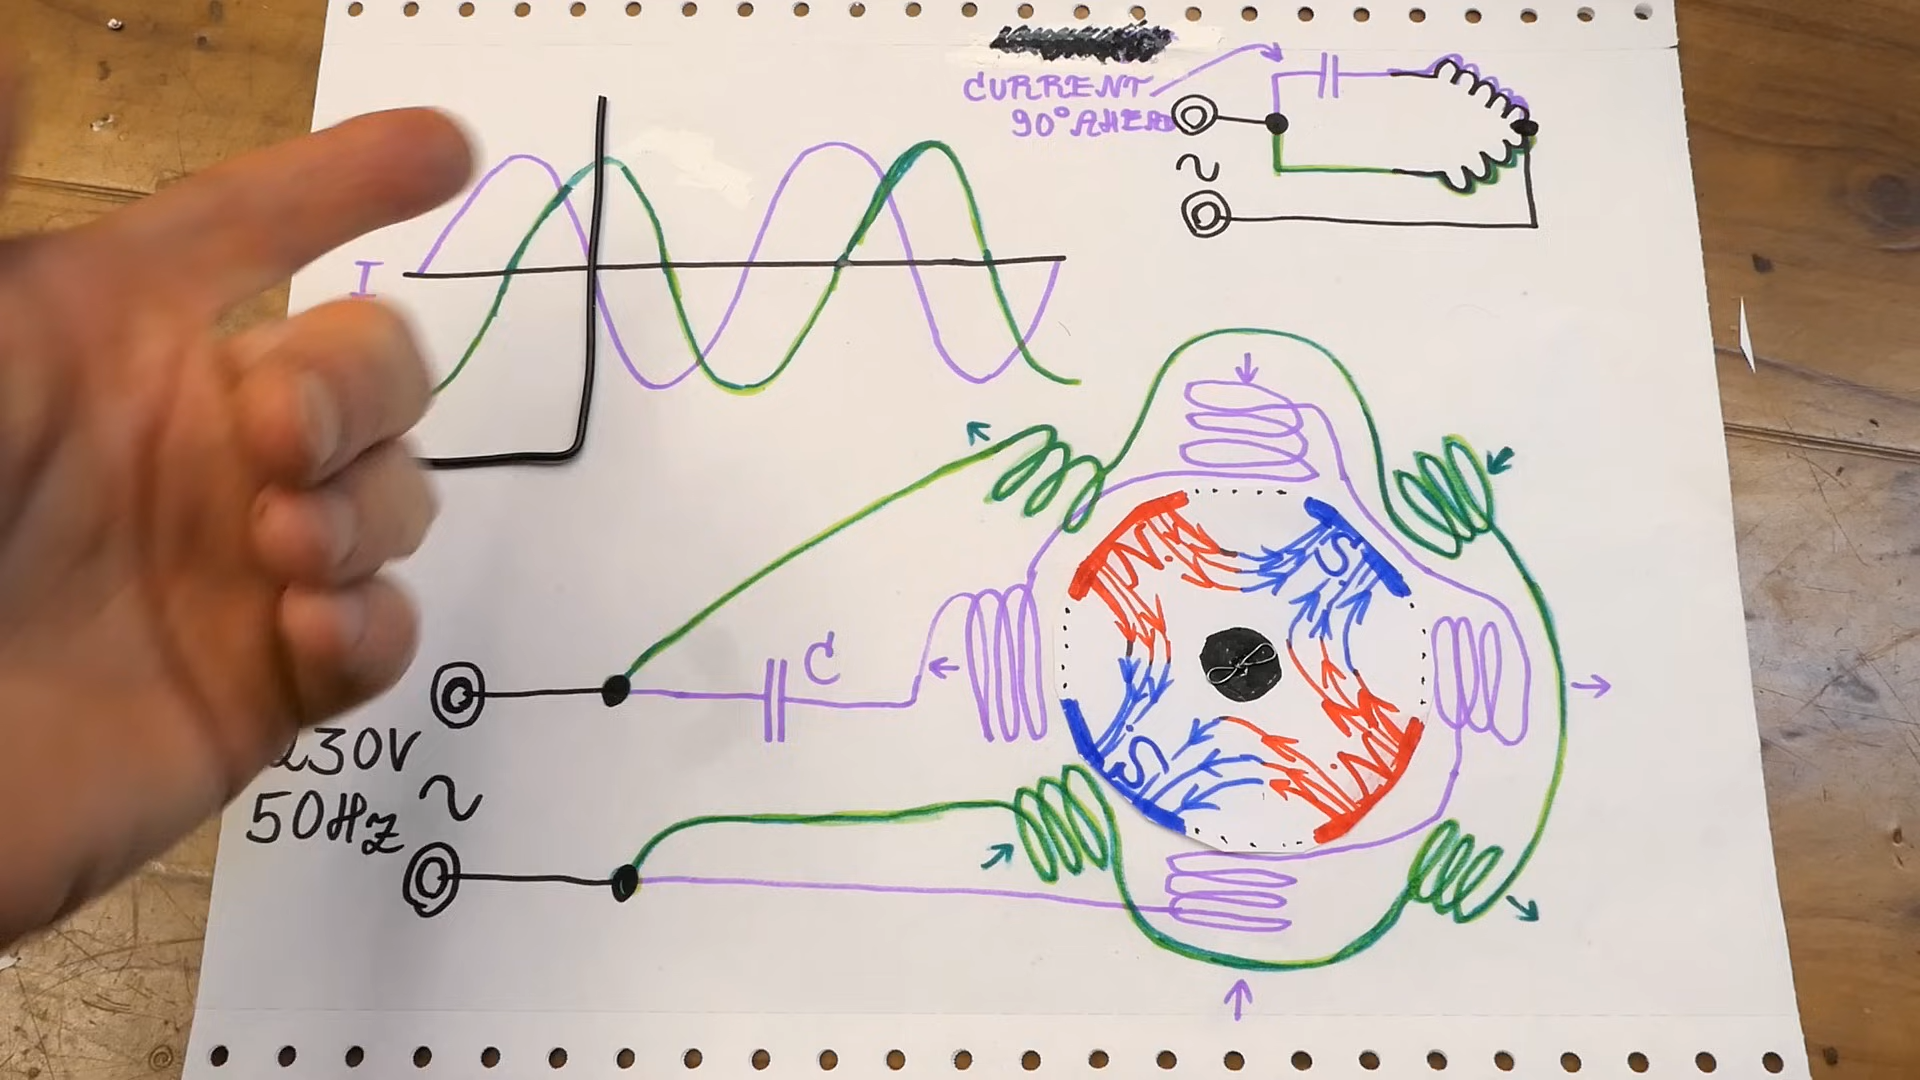 CURRENT
90° AHEAD
I
N.
S.
C
S.
N.
230V
50Hz